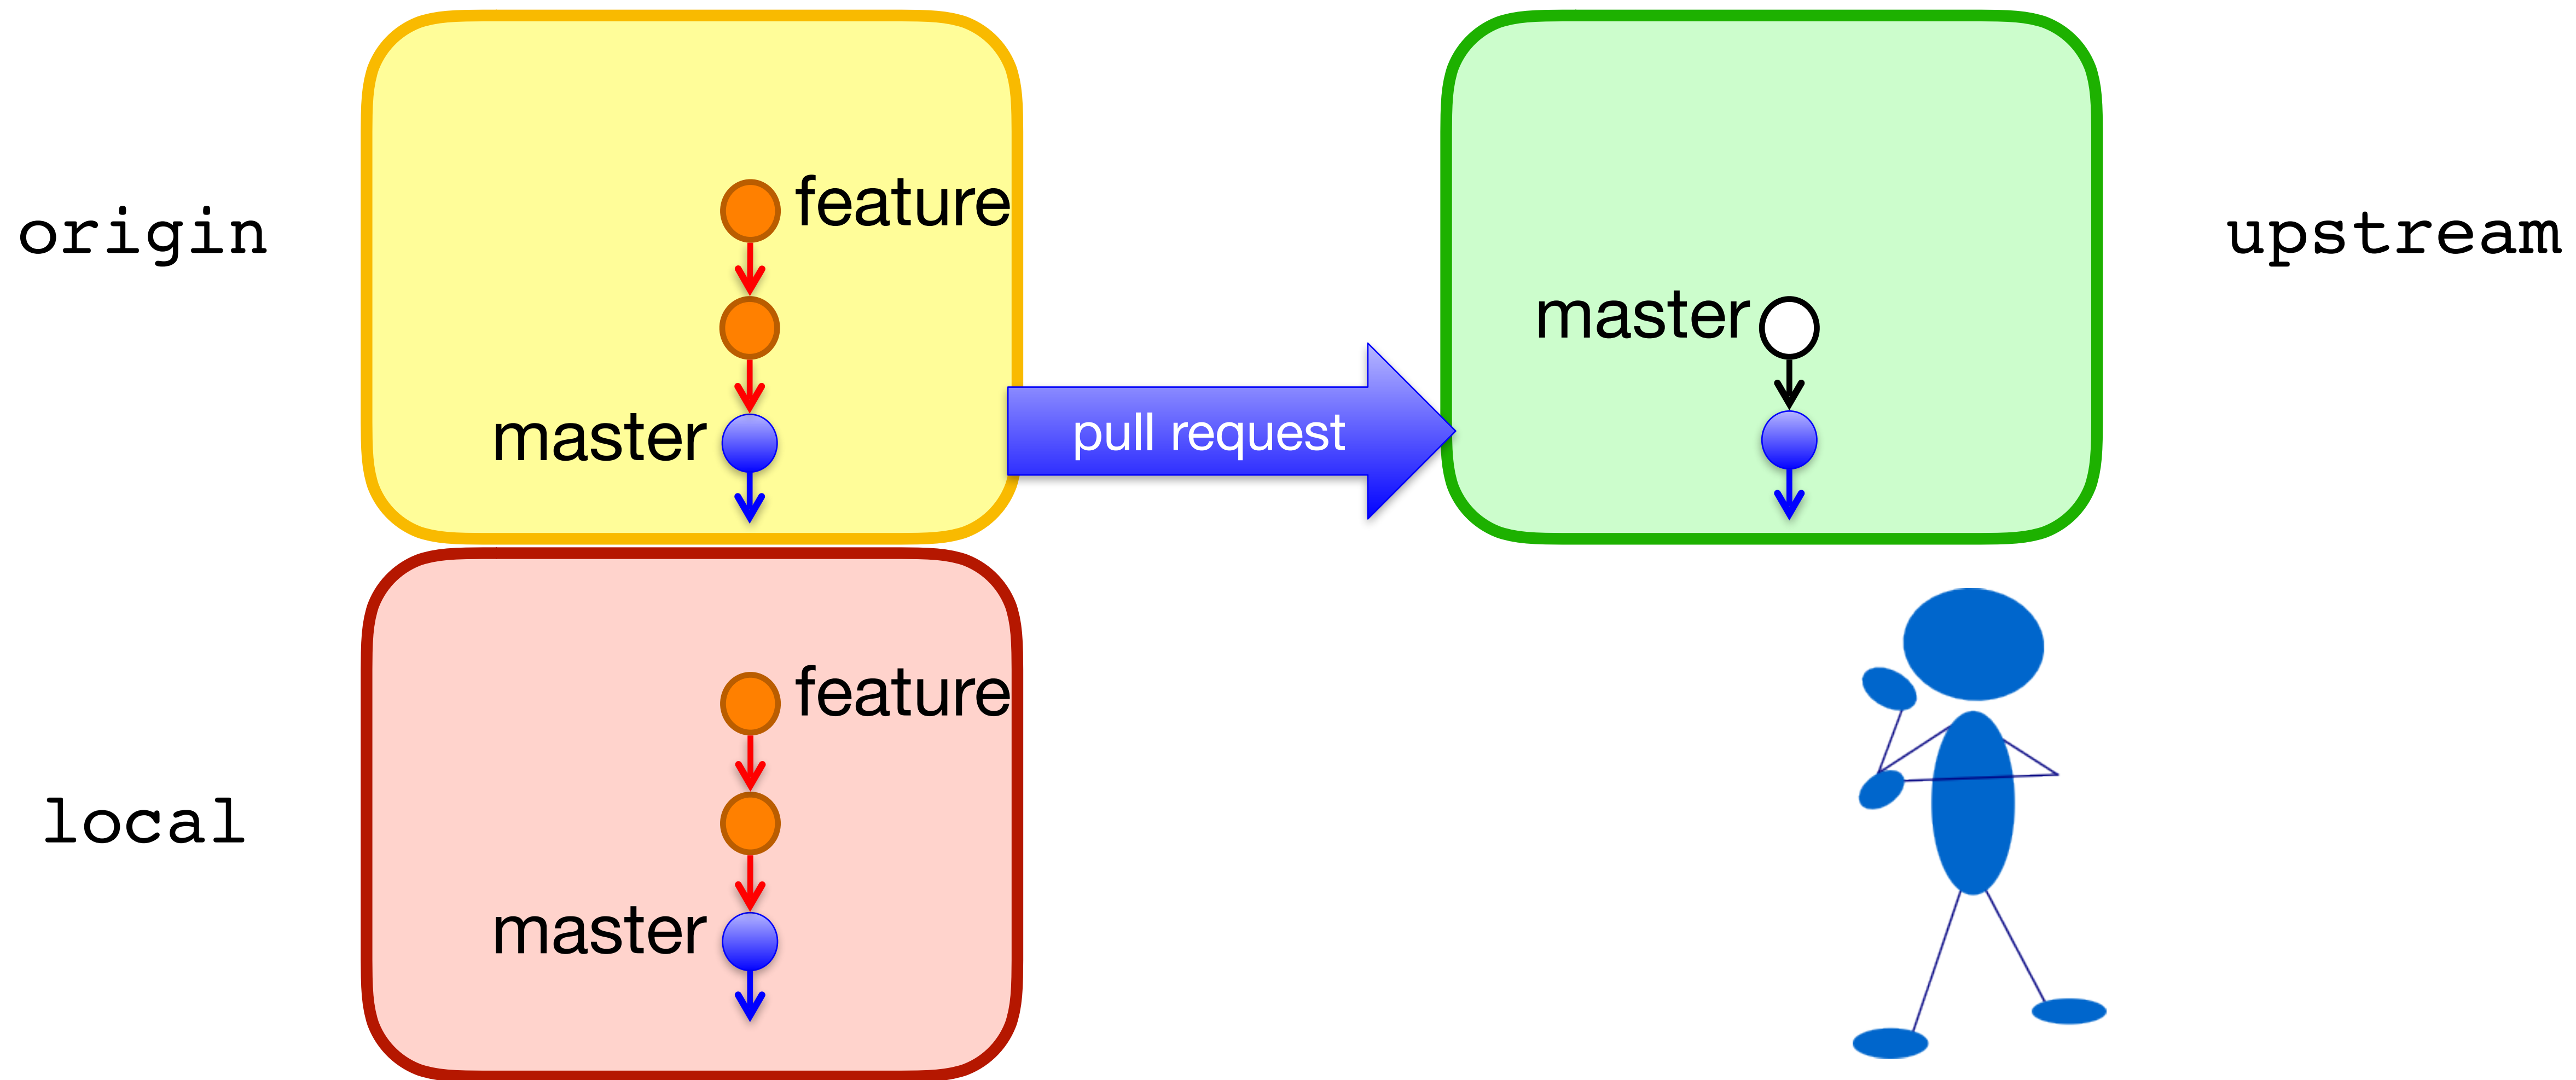 origin
feature
master
pull request
master
upstream
local
feature
master